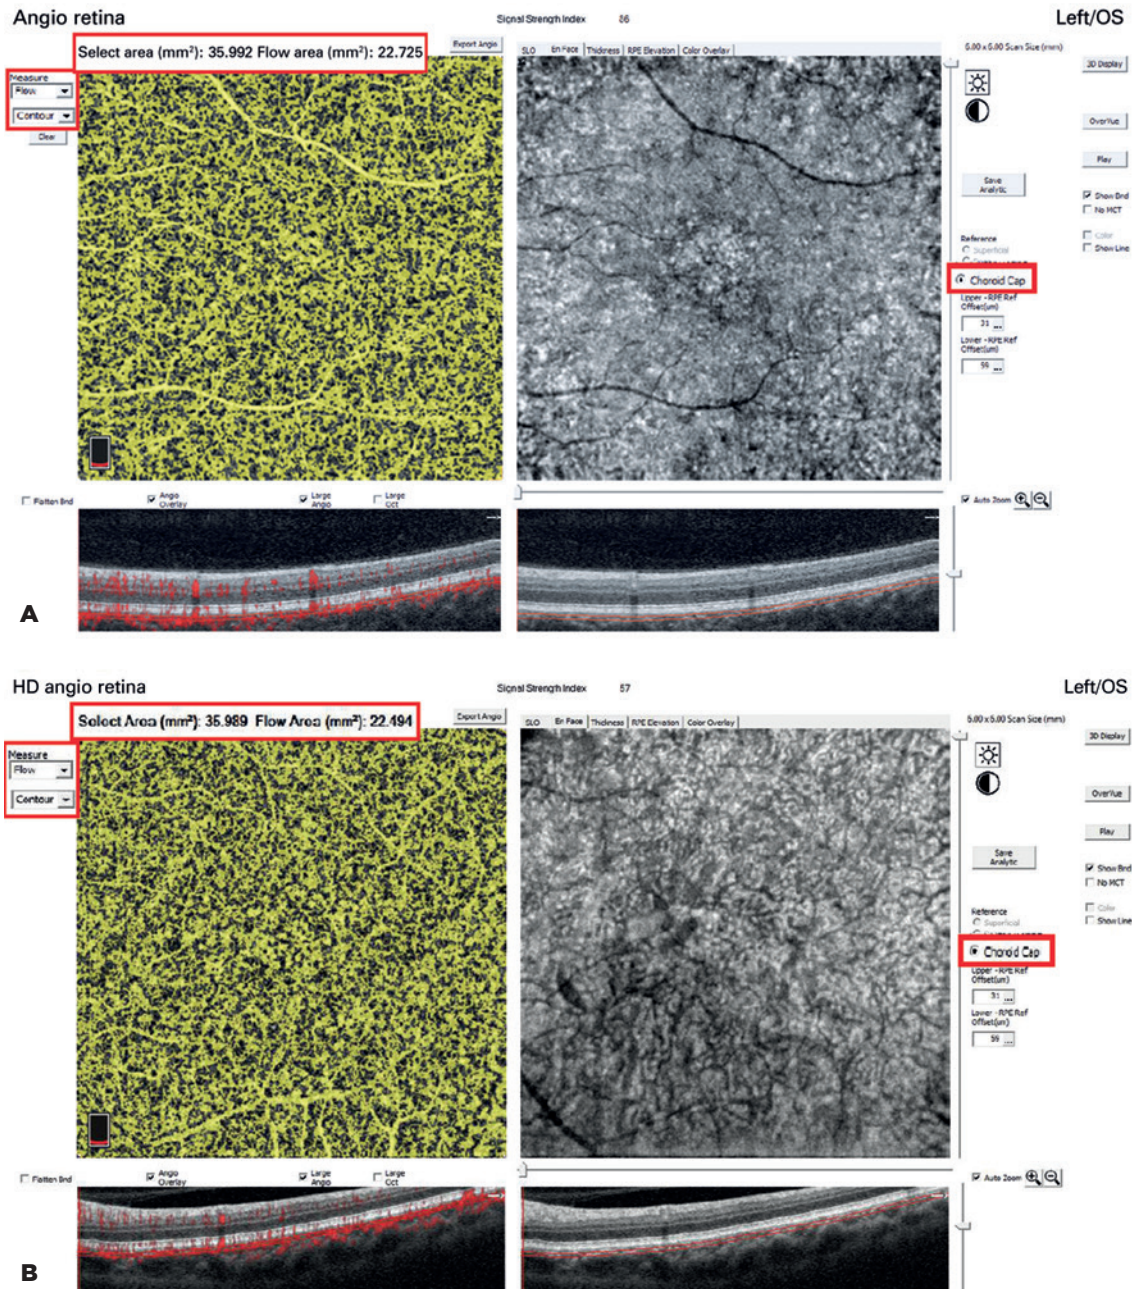 Angio retina
Signal Strength Index 86
Left/OS
Select area (mm²): 35.992 Flow area (mm²): 22.725
Export Angio
SLO En Face Thickness RPE Elevation Color Overlay
6.00 x 6.00 Scan Size (mm)
3D Display
Measure
Flow
Contour
Clear
OverVue
Play
Save
Analytic
Show Bnd
No MCT
Color
Show Line
Reference
Superficial
Choroid Cap
Upper - RPE Ref
Offset(um)
31 ...
Lower - RPE Ref
Offset(um)
59 ...
Flatten Bnd
Angio
Overlay
Large
Angio
Large
Oct
Auto Zoom
A
HD angio retina
Signal Strength Index 57
Left/OS
Select Area (mm²): 35.989 Flow Area (mm²): 22.494
Export Angio
SLO En Face Thickness RPE Elevation Color Overlay
6.00 x 6.00 Scan Size (mm)
3D Display
Measure
Flow
Contour
OverVue
Play
Save
Analytic
Show Bnd
No MCT
Color
Show Line
Reference
Superficial
Choroid Cap
Upper - RPE Ref
Offset(um)
31 ...
Lower - RPE Ref
Offset(um)
59 ...
Flatten Bnd
Angio
Overlay
Large
Angio
Large
Oct
Auto Zoom
B